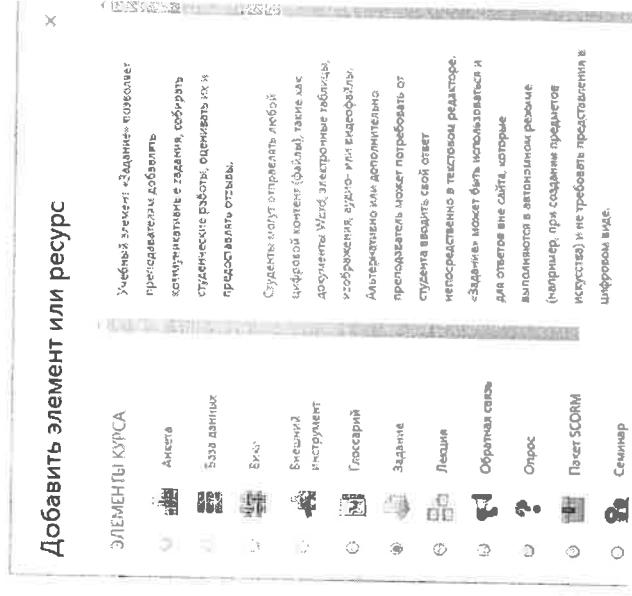 Добавить элемент или ресурс
ЭЛЕМЕНТЫ КУРСА
Анкета
База данных
Вики
Внешний
инструмент
Глоссарий
Задание
Лекция
Обратная связь
Опрос
Пакет SCORM
Семинар
Учебный элемент «Задание» позволяет
преподавателям добавлять
коммуникативные задания, собирать
студенческие работы, оценивать их и
предоставлять отзывы.
Студенты могут отправлять любой
цифровой контент (файлы), такие как
документы Word, электронные таблицы,
изображения, аудио- или видеофайлы.
Альтернативно или дополнительно
преподаватель может потребовать от
студента вводить свой ответ
непосредственно в текстовом редакторе.
«Задание» может быть использоваться и
для ответов вне сайта, которые
выполняются в автономном режиме
(например, при создании предметов
искусства) и не требовать представления в
цифровом виде.